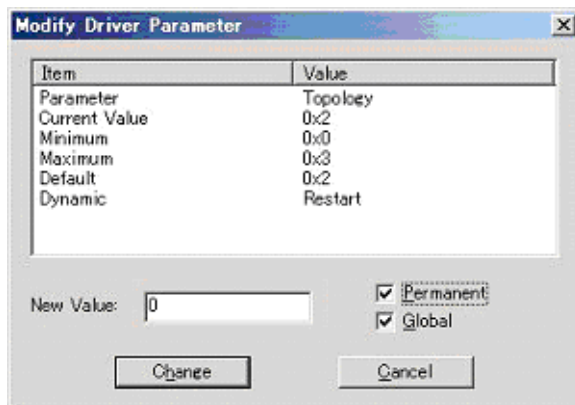 Modify Driver Parameter
Item Value
Parameter Topology
Current Value 0x2
Minimum 0x0
Maximum 0x3
Default 0x2
Dynamic Restart
New Value: 0
Permanent
Global
Change Cancel